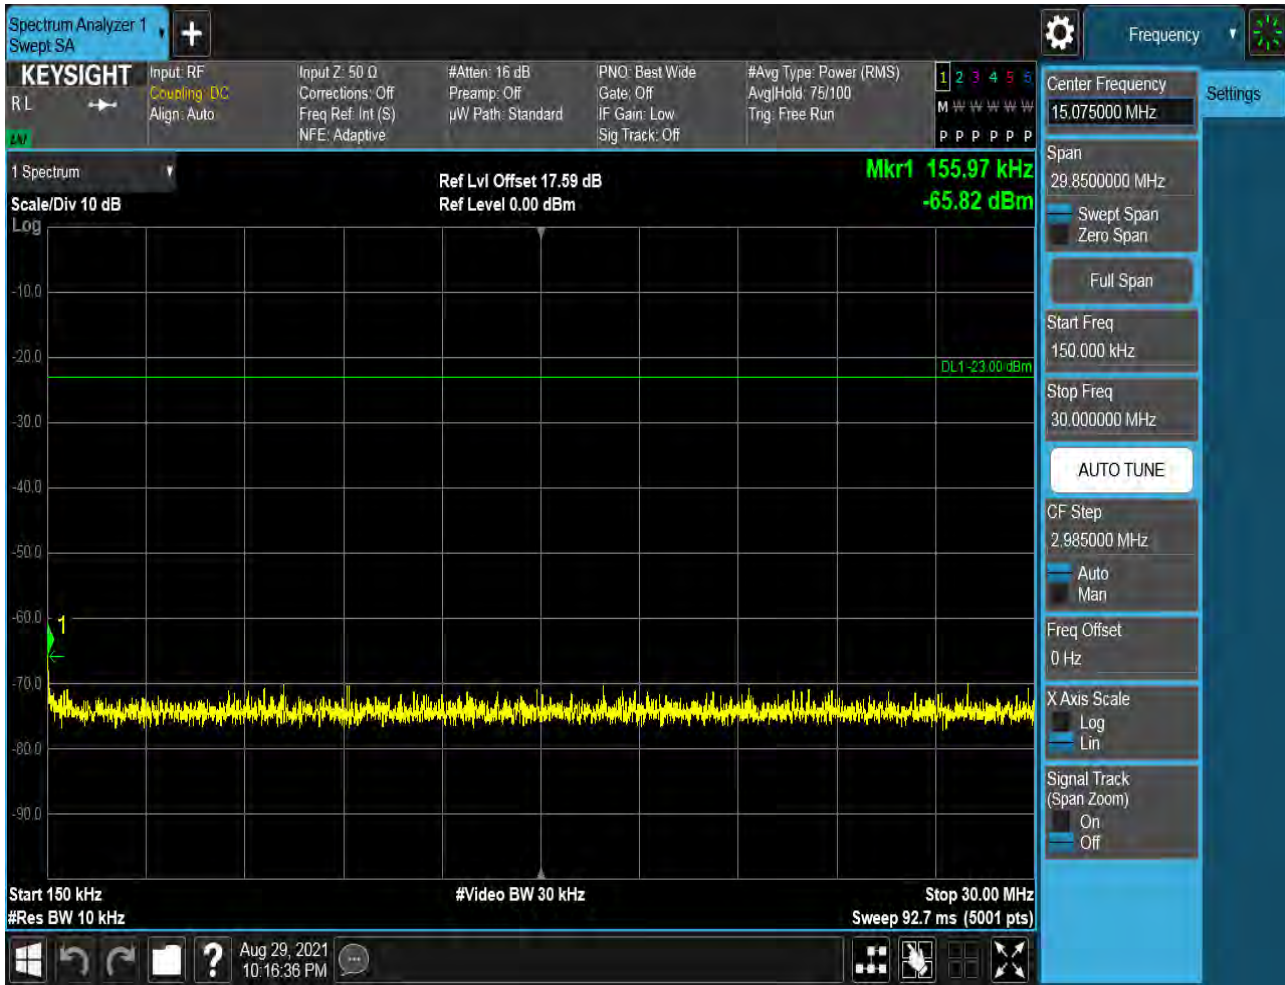 Spectrum Analyzer 1
Swept SA
Frequency
KEYSIGHT
R L
LNI
Input: RF
Coupling: DC
Align: Auto
Input Z: 50 Ω
Corrections: Off
Freq Ref: Int (S)
NFE: Adaptive
#Atten: 16 dB
Preamp: Off
µW Path: Standard
PNO: Best Wide
Gate: Off
IF Gain: Low
Sig Track: Off
#Avg Type: Power (RMS)
Avg|Hold: 75/100
Trig: Free Run
1 2 3 4 5 6
M W W W W W
P P P P P P
1 Spectrum
Scale/Div 10 dB
Log
Ref Lvl Offset 17.59 dB
Ref Level 0.00 dBm
Mkr1 155.97 kHz
-65.82 dBm
-10.0
-20.0
DL1 -23.00 dBm
-30.0
-40.0
-50.0
-60.0
1
-70.0
-80.0
-90.0
Start 150 kHz
#Res BW 10 kHz
#Video BW 30 kHz
Stop 30.00 MHz
Sweep 92.7 ms (5001 pts)
Aug 29, 2021
10:16:36 PM
?
Center Frequency
15.075000 MHz
Settings
Span
29.8500000 MHz
Swept Span
Zero Span
Full Span
Start Freq
150.000 kHz
Stop Freq
30.000000 MHz
AUTO TUNE
CF Step
2.985000 MHz
Auto
Man
Freq Offset
0 Hz
X Axis Scale
Log
Lin
Signal Track
(Span Zoom)
On
Off